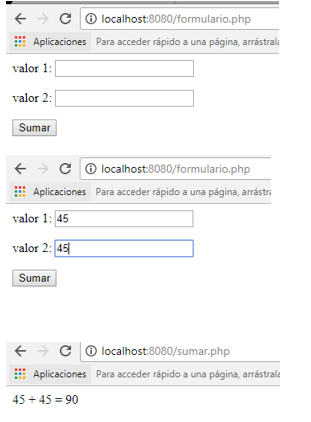 localhost:8080/formulario.php
Aplicaciones Para acceder rápido a una página, arrástrala
valor 1:
valor 2:
Sumar
localhost:8080/formulario.php
Aplicaciones Para acceder rápido a una página, arrástra
valor 1: 45
valor 2: 45
Sumar
localhost:8080/sumar.php
Aplicaciones Para acceder rápido a una página, arrástrala
45 + 45 = 90